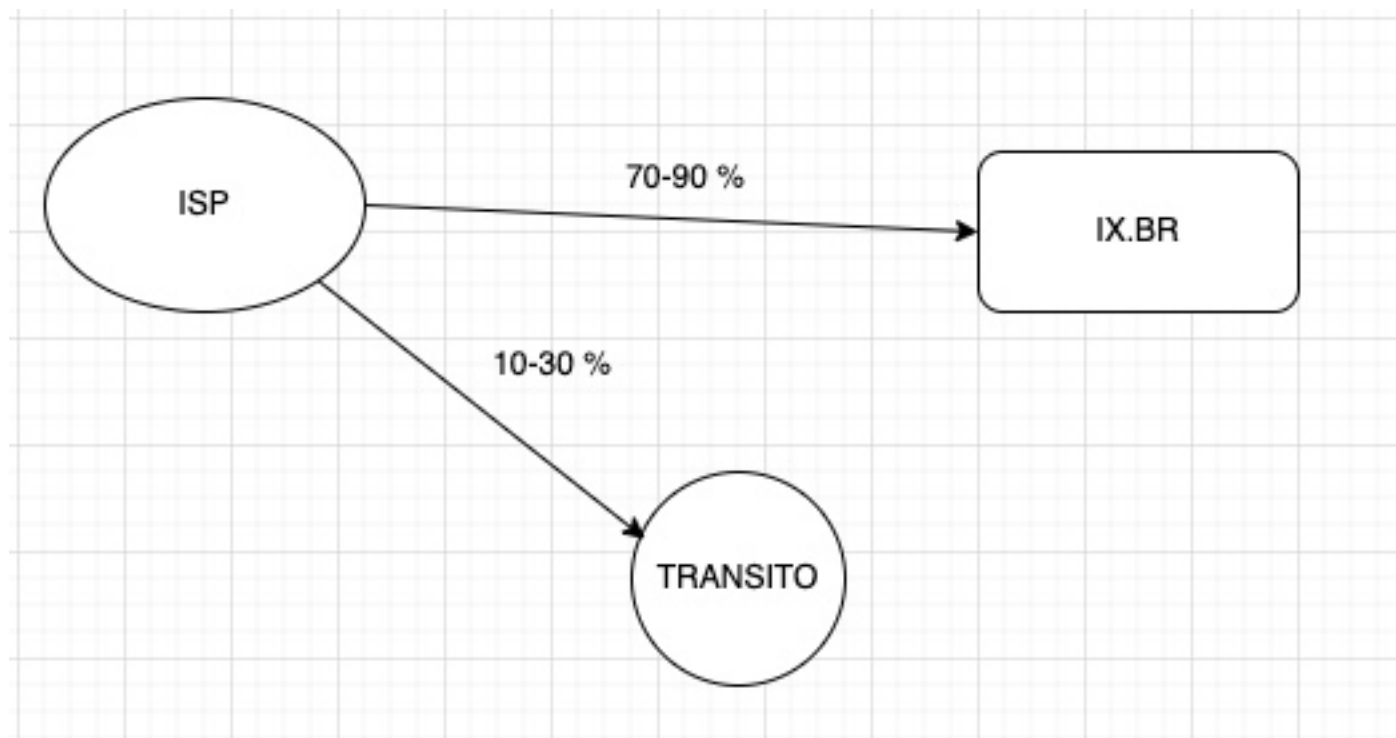 ISP
70-90 %
IX.BR
10-30 %
TRANSITO